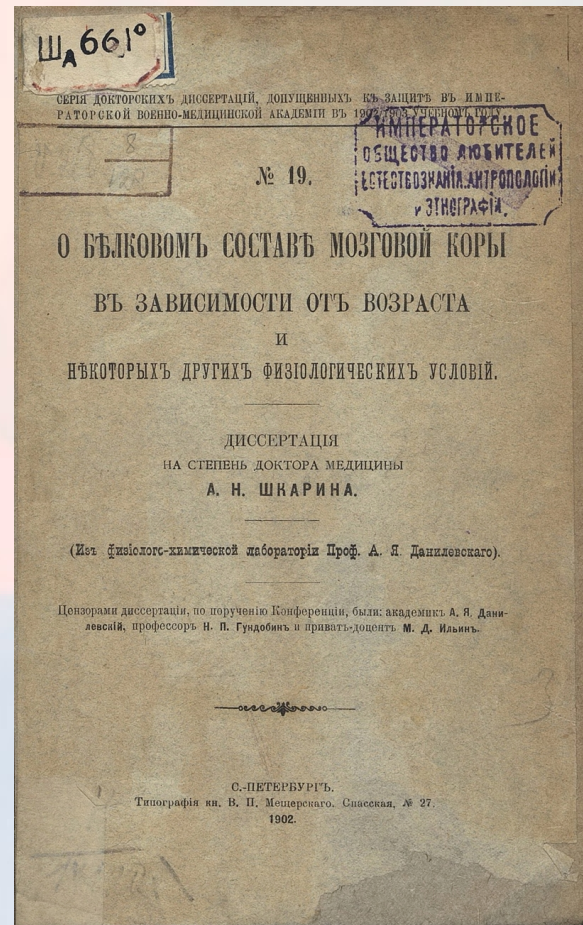 ША 661°
СЕРІЯ ДОКТОРСКИХЪ ДИССЕРТАЦІЙ, ДОПУЩЕННЫХЪ КЪ ЗАЩИТѢ ВЪ ИМПЕ-
РАТОРСКОЙ ВОЕННО-МЕДИЦИНСКОЙ АКАДЕМІИ ВЪ 1902/1903 УЧЕБНОМЪ ГОДУ.
ИМПЕРАТОРСКОЕ
ОБЩЕСТВО ЛЮБИТЕЛЕЙ
ЕСТЕСТВОЗНАНІЯ, АНТРОПОЛОГІИ
и ЭТНОГРАФІИ.
8
№ 19.
О БѢЛКОВОМЪ СОСТАВѢ МОЗГОВОЙ КОРЫ
ВЪ ЗАВИСИМОСТИ ОТЪ ВОЗРАСТА
И
НѢКОТОРЫХЪ ДРУГИХЪ ФИЗІОЛОГИЧЕСКИХЪ УСЛОВІЙ.
ДИССЕРТАЦІЯ
НА СТЕПЕНЬ ДОКТОРА МЕДИЦИНЫ
А. Н. ШКАРИНА.
(Изъ физіолого-химической лабораторіи Проф. А. Я. Данилевскаго).
Цензорами диссертаціи, по порученію Конференціи, были: академикъ А. Я. Дани-
левскій, профессоръ Н. П. Гундобинъ и приватъ-доцентъ М. Д. Ильинъ.
3
С.-ПЕТЕРБУРГЪ.
Типографія кн. В. П. Мещерскаго. Спасская, № 27.
1902.